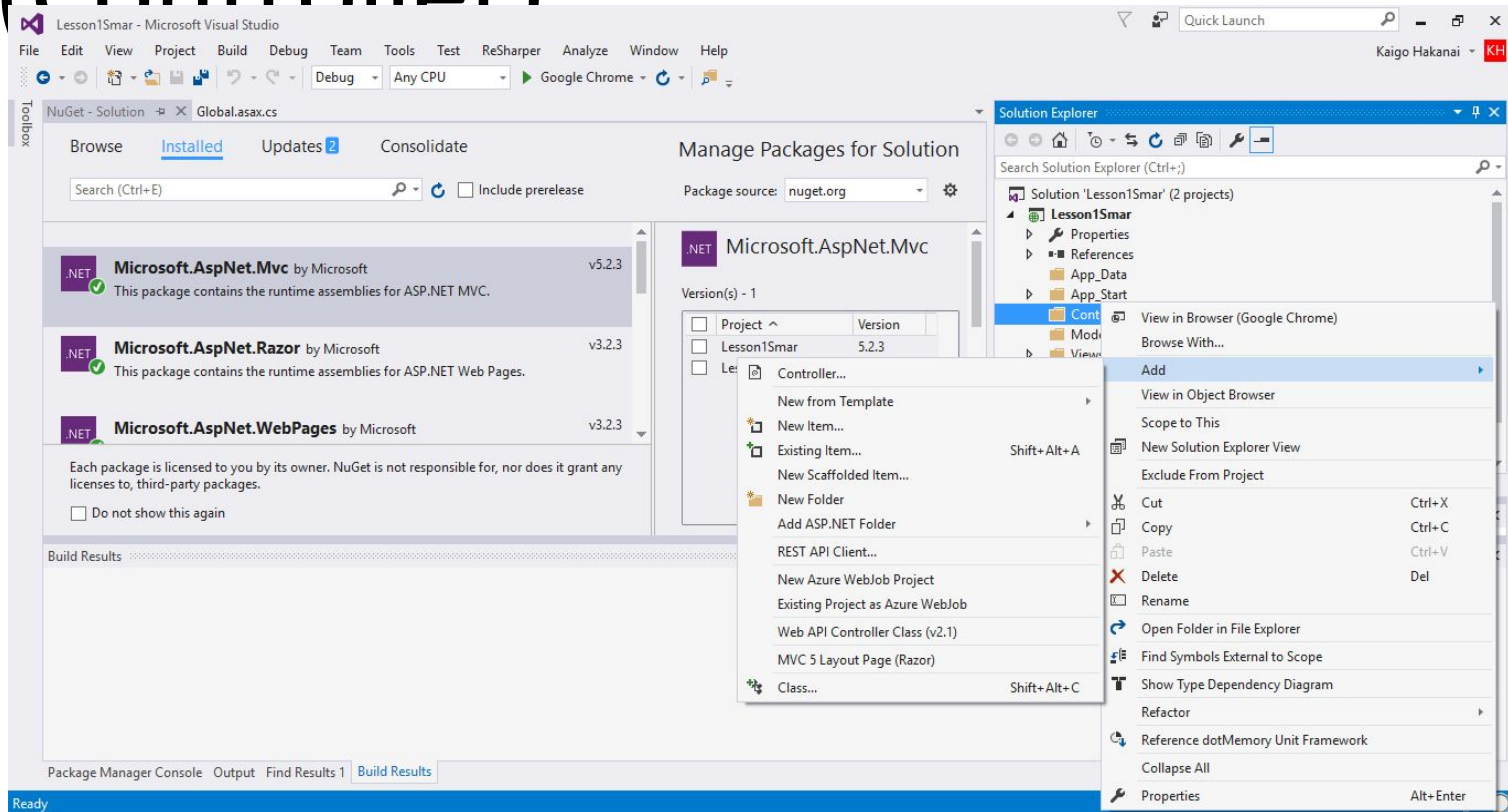 Lesson1Smar - Microsoft Visual Studio
Quick Launch
File Edit View Project Build Debug Team Tools Test ReSharper Analyze Window Help
Kaigo Hakanai KH
Debug Any CPU Google Chrome
Toolbox
NuGet - Solution Global.asax.cs
Browse Installed Updates 2 Consolidate
Manage Packages for Solution
Search (Ctrl+E) Include prerelease
Package source: nuget.org
.NET Microsoft.AspNet.Mvc by Microsoft v5.2.3
This package contains the runtime assemblies for ASP.NET MVC.
.NET Microsoft.AspNet.Razor by Microsoft v3.2.3
This package contains the runtime assemblies for ASP.NET Web Pages.
.NET Microsoft.AspNet.WebPages by Microsoft v3.2.3
Each package is licensed to you by its owner. NuGet is not responsible for, nor does it grant any
licenses to, third-party packages.
Do not show this again
.NET Microsoft.AspNet.Mvc
Version(s) - 1
Project Version
Lesson1Smar 5.2.3
Solution Explorer
Search Solution Explorer (Ctrl+;)
Solution 'Lesson1Smar' (2 projects)
Lesson1Smar
Properties
References
App_Data
App_Start
Controller...
New from Template
New Item...
Existing Item... Shift+Alt+A
New Scaffolded Item...
New Folder
Add ASP.NET Folder
REST API Client...
New Azure WebJob Project
Existing Project as Azure WebJob
Web API Controller Class (v2.1)
MVC 5 Layout Page (Razor)
Class... Shift+Alt+C
View in Browser (Google Chrome)
Browse With...
Add
View in Object Browser
Scope to This
New Solution Explorer View
Exclude From Project
Cut Ctrl+X
Copy Ctrl+C
Paste Ctrl+V
Delete Del
Rename
Open Folder in File Explorer
Find Symbols External to Scope
Show Type Dependency Diagram
Refactor
Reference dotMemory Unit Framework
Collapse All
Properties Alt+Enter
Build Results
Package Manager Console Output Find Results 1 Build Results
Ready